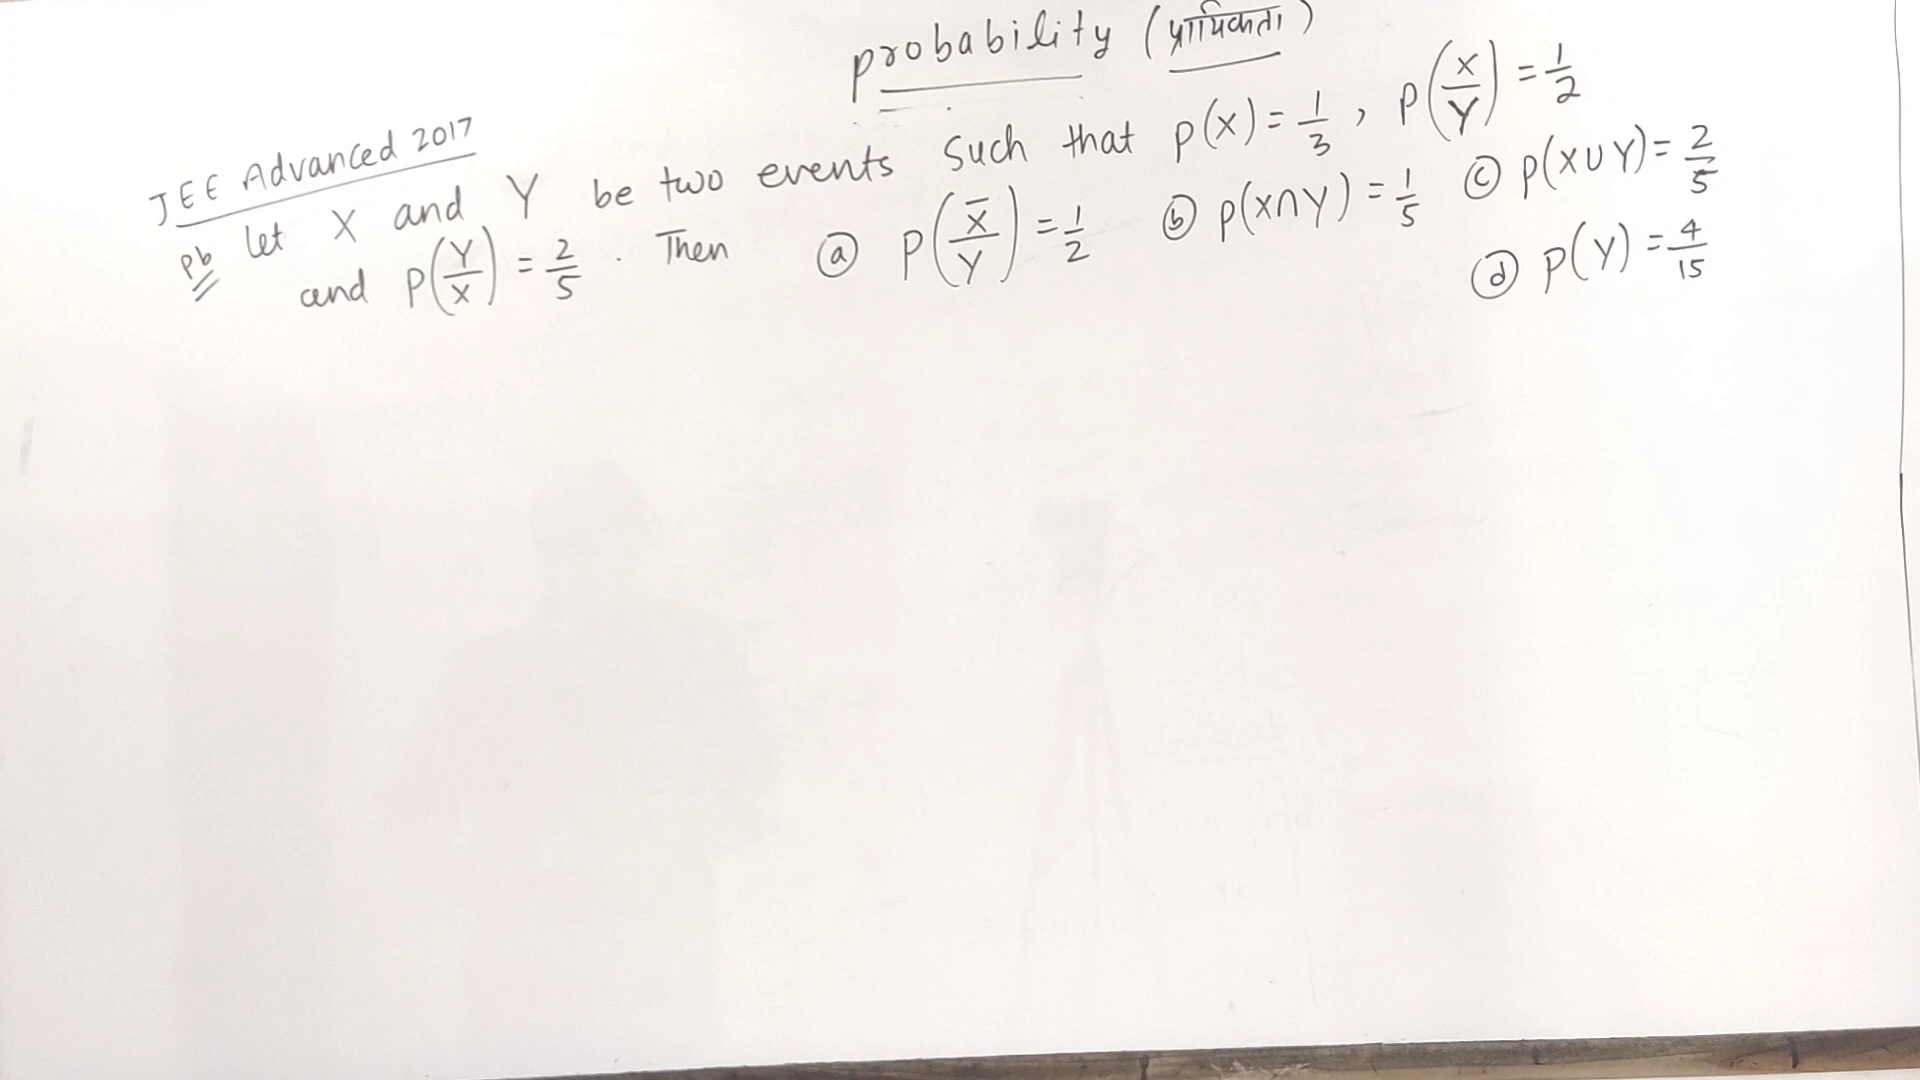 probability (प्रायिकता)
JEE Advanced 2017
Pb let X and Y be two events such that p(x) = 1/3, P(X/Y) = 1/2
and P(Y/X) = 2/5. Then ⓐ P(X̄/Y) = 1/2 ⓑ p(x∩y) = 1/5 ⓒ p(x∪y) = 2/5
ⓓ p(y) = 4/15